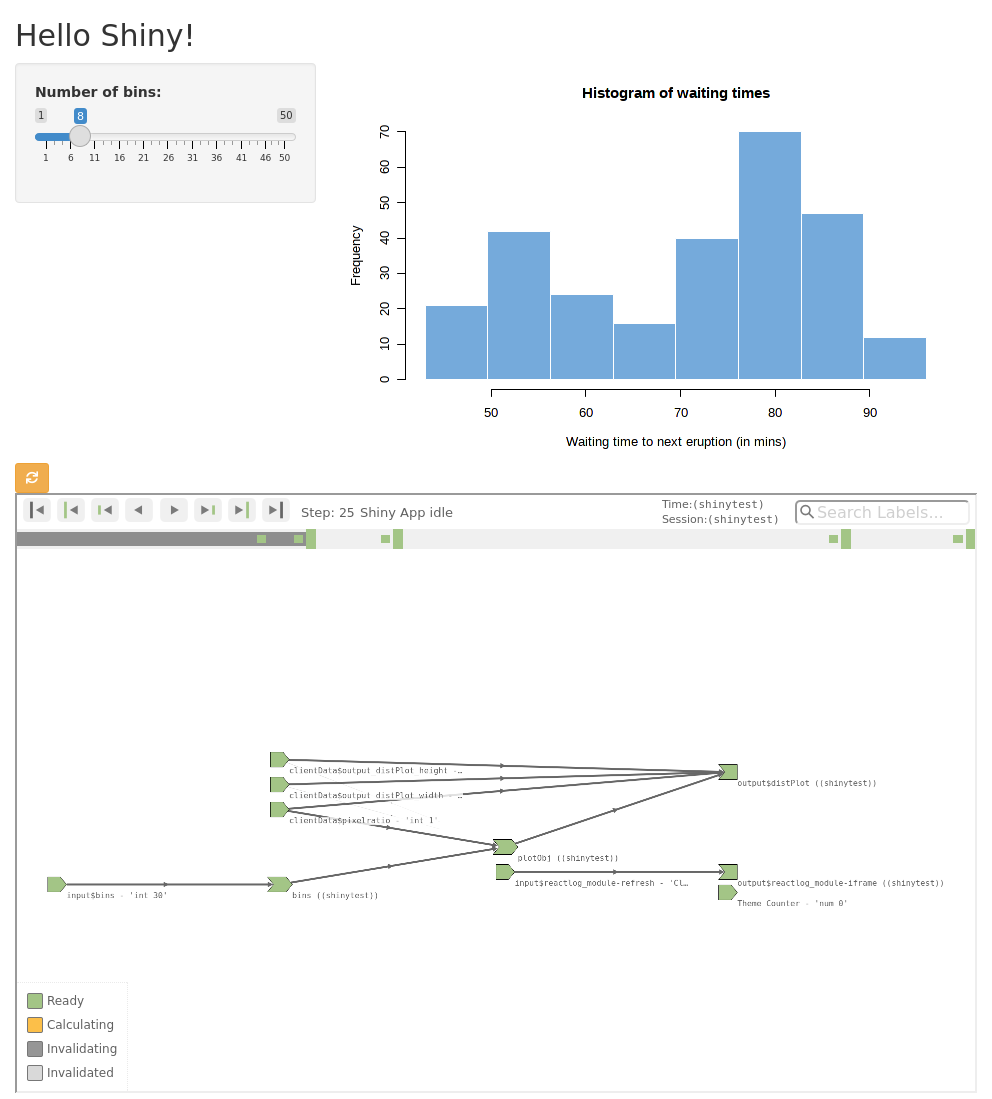 Hello Shiny!
Number of bins:
1 8 50
1 6 11 16 21 26 31 36 41 46 50
Histogram of waiting times
Frequency
70
60
50
40
30
20
10
0
50 60 70 80 90
Waiting time to next eruption (in mins)
Step: 25 Shiny App idle
Time:(shinytest)
Session:(shinytest)
Search Labels...
clientData$output_distPlot_height -…
clientData$output_distPlot_width - …
clientData$pixelratio - 'int 1'
output$distPlot ((shinytest))
plotObj ((shinytest))
input$reactlog_module-refresh - 'Cl…
output$reactlog_module-iframe ((shinytest))
input$bins - 'int 30'
bins ((shinytest))
Theme Counter - 'num 0'
Ready
Calculating
Invalidating
Invalidated